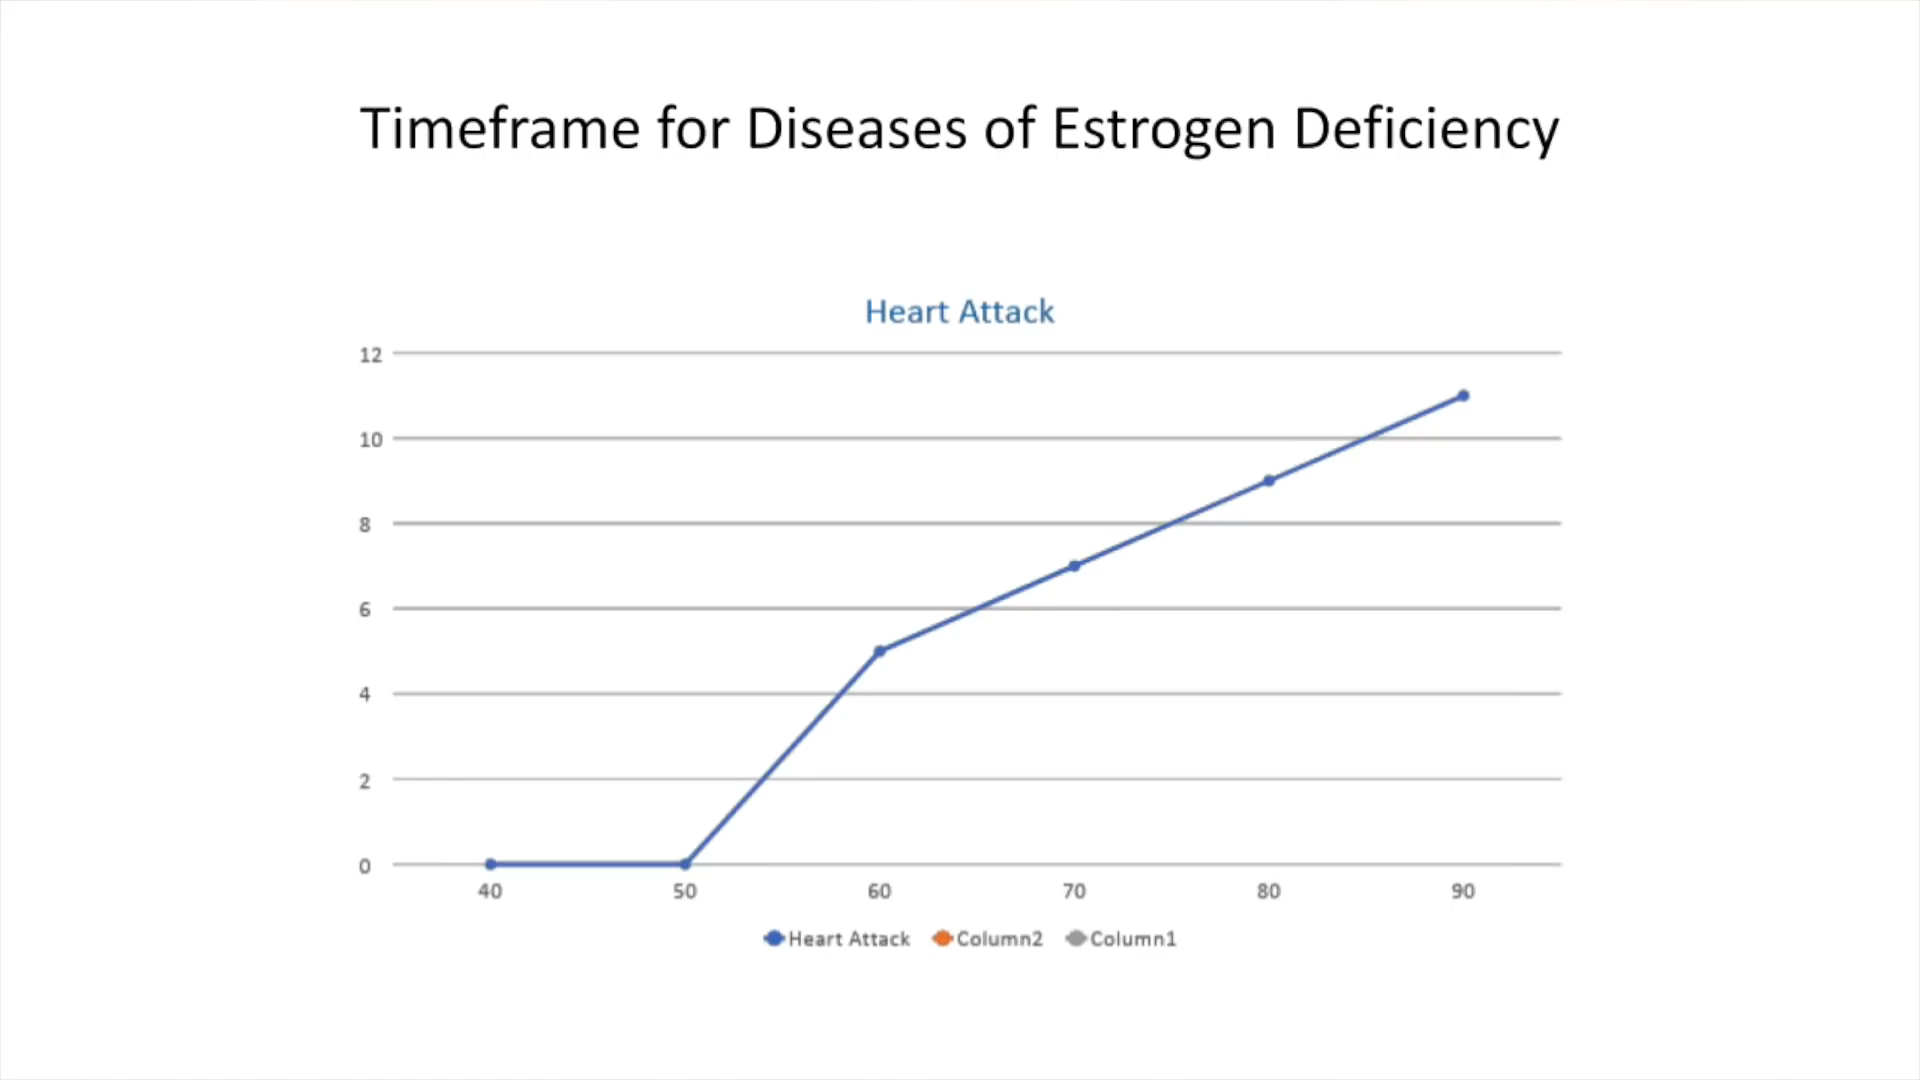 Timeframe for Diseases of Estrogen Deficiency
Heart Attack
12
10
8
6
4
2
0
40 50 60 70 80 90
Heart Attack Column2 Column1